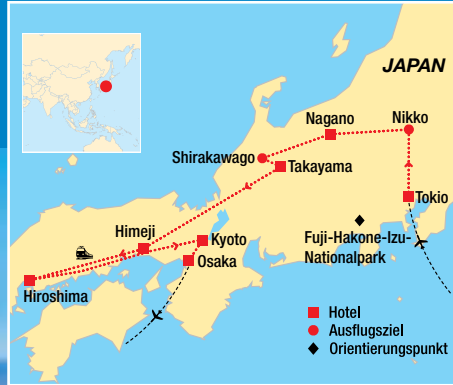 JAPAN
Nagano
Nikko
Shirakawago
Takayama
Tokio
Himeji
Kyoto
Fuji-Hakone-Izu-
Nationalpark
Osaka
Hiroshima
Hotel
Ausflugsziel
Orientierungspunkt